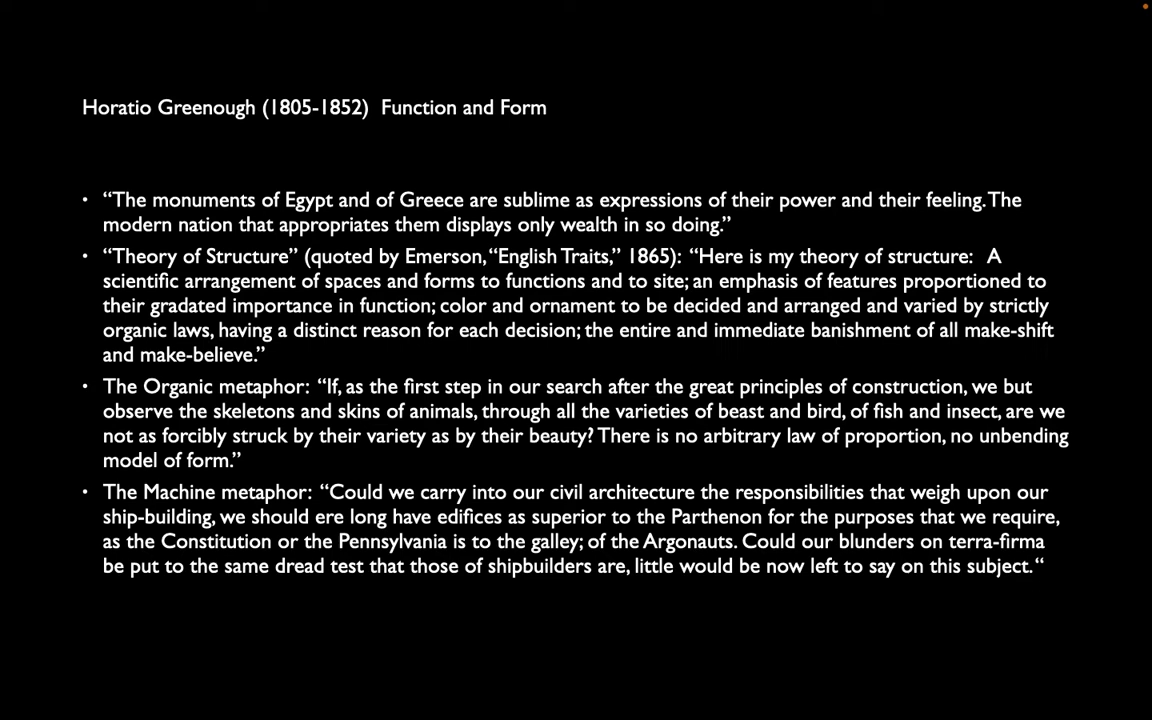 Horatio Greenough (1805-1852)  Function and Form
• “The monuments of Egypt and of Greece are sublime as expressions of their power and their feeling. The
modern nation that appropriates them displays only wealth in so doing.”
• “Theory of Structure” (quoted by Emerson, “English Traits,” 1865): “Here is my theory of structure:  A
scientific arrangement of spaces and forms to functions and to site; an emphasis of features proportioned to
their gradated importance in function; color and ornament to be decided and arranged and varied by strictly
organic laws, having a distinct reason for each decision; the entire and immediate banishment of all make-shift
and make-believe.”
• The Organic metaphor: “If, as the first step in our search after the great principles of construction, we but
observe the skeletons and skins of animals, through all the varieties of beast and bird, of fish and insect, are we
not as forcibly struck by their variety as by their beauty? There is no arbitrary law of proportion, no unbending
model of form.”
• The Machine metaphor: “Could we carry into our civil architecture the responsibilities that weigh upon our
ship-building, we should ere long have edifices as superior to the Parthenon for the purposes that we require,
as the Constitution or the Pennsylvania is to the galley; of the Argonauts. Could our blunders on terra-firma
be put to the same dread test that those of shipbuilders are, little would be now left to say on this subject. “